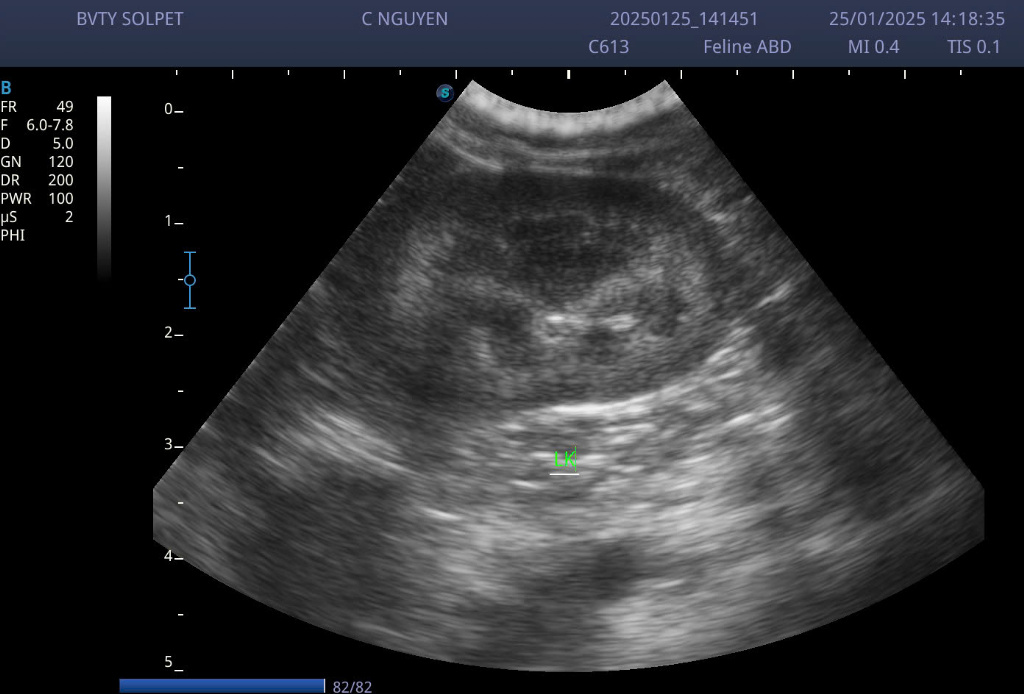 BVTY SOLPET C NGUYEN 20250125_141451 25/01/2025 14:18:35
C613 Feline ABD MI 0.4 TIS 0.1
B
FR 49
F 6.0-7.8
D 5.0
GN 120
DR 200
PWR 100
µS 2
PHI
S
0
1
2
3
4
5
LK
82/82